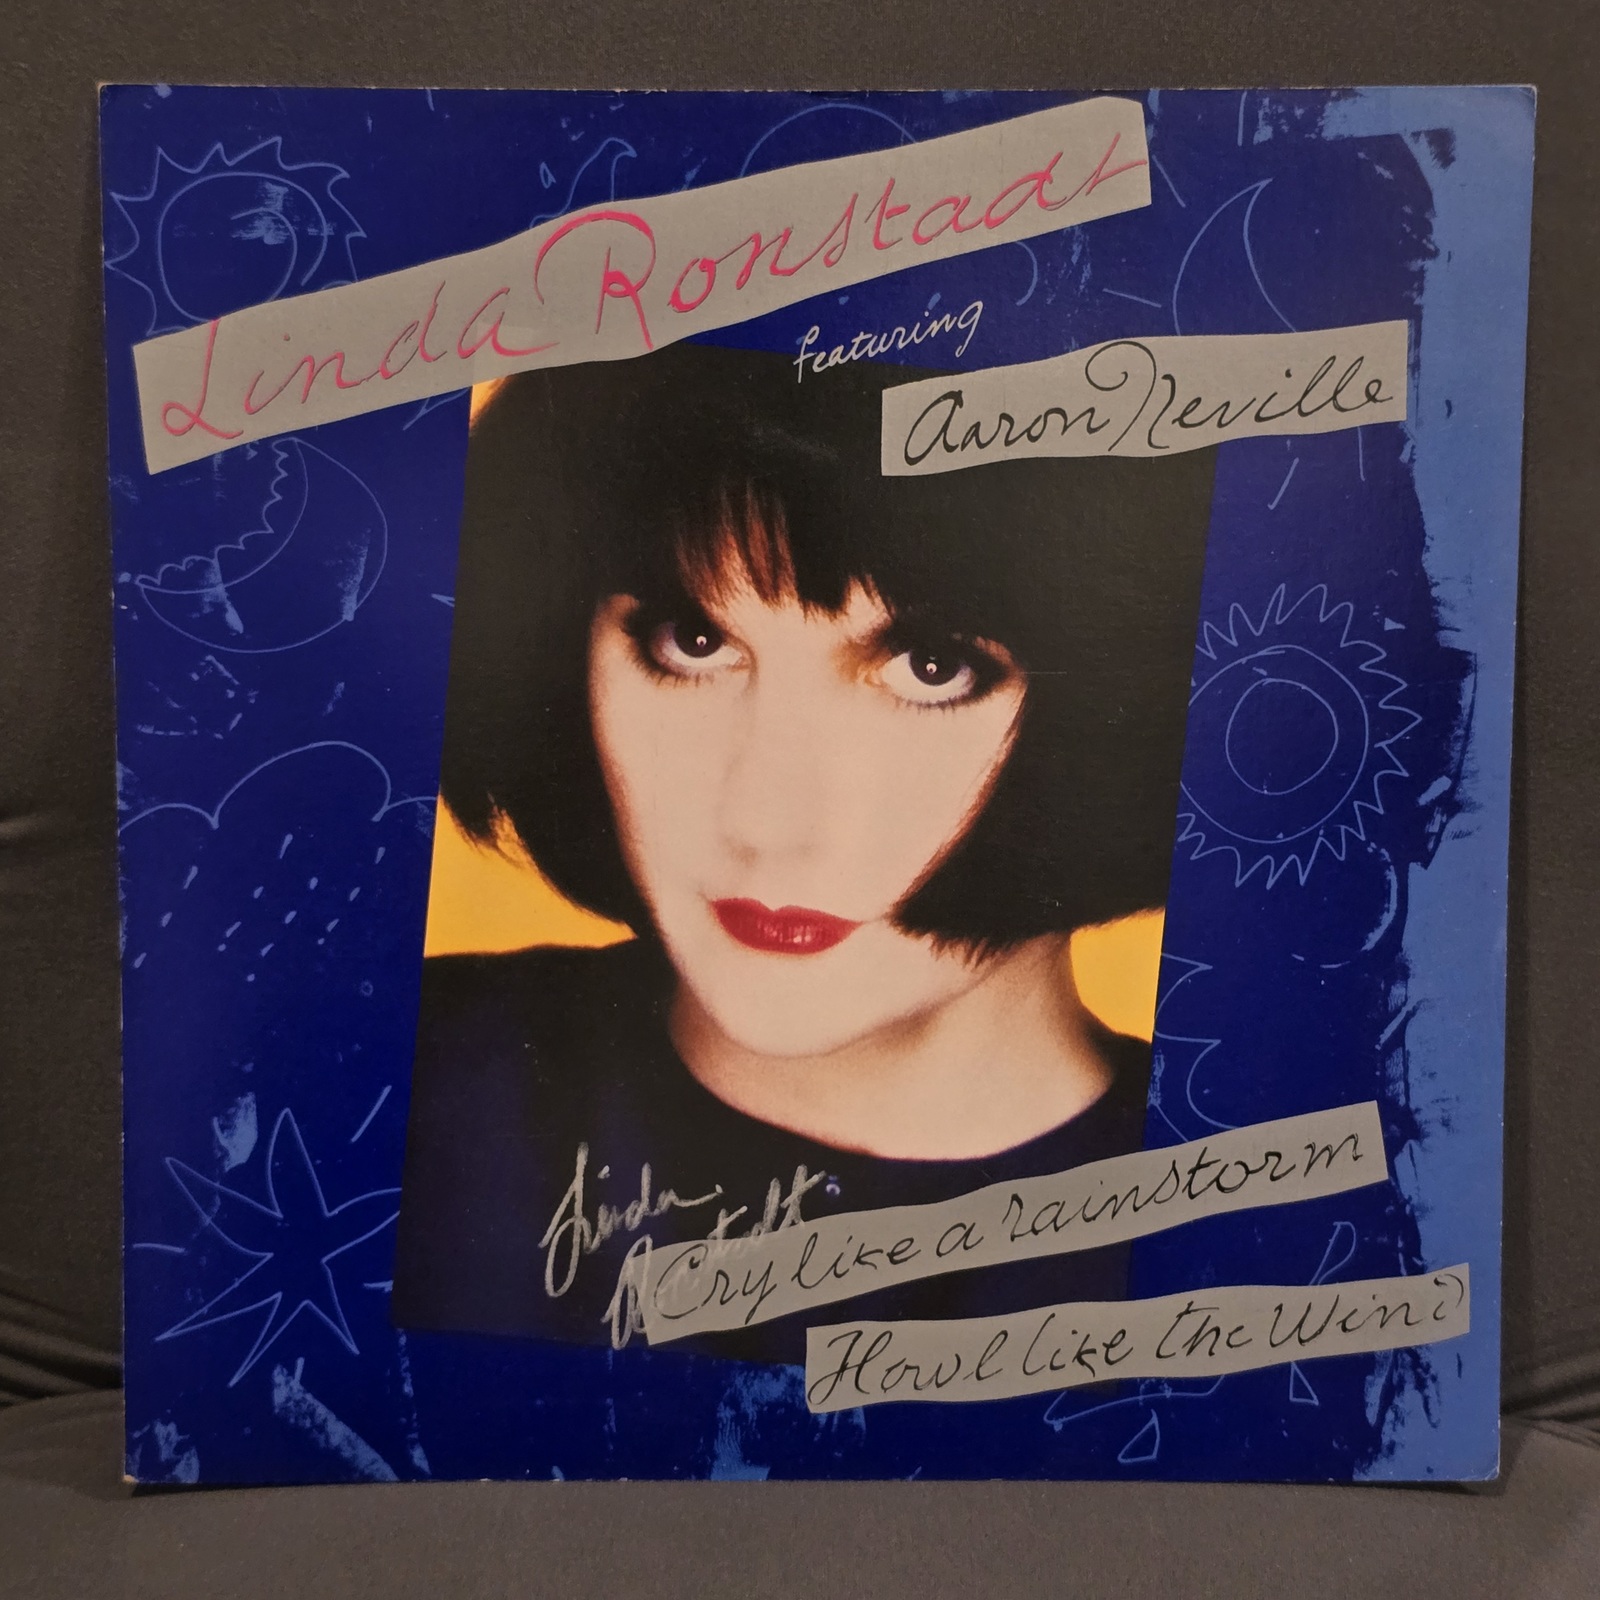 Linda Ronstadt
featuring
Aaron Neville
Linda
Ronstadt
Cry like a rainstorm
Howl like the Wind